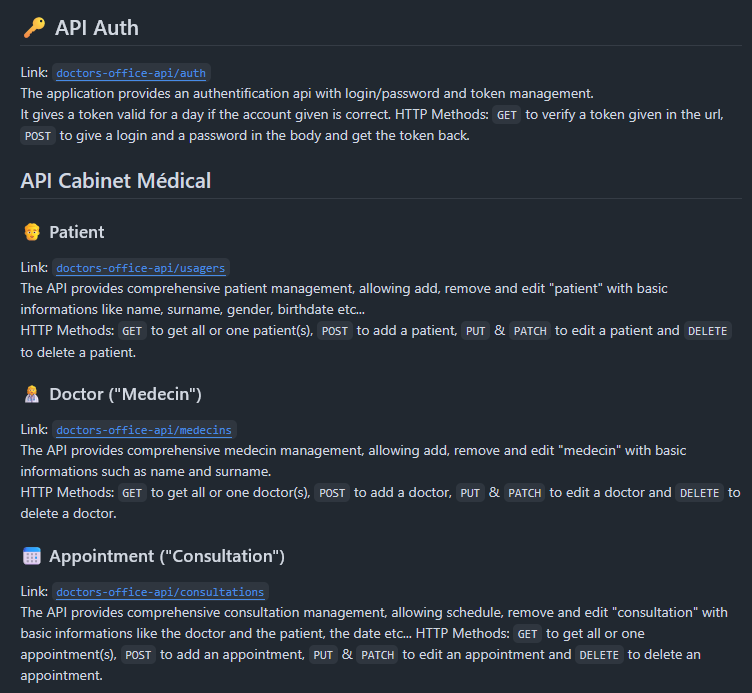 🔑 API Auth
Link: doctors-office-api/auth
The application provides an authentification api with login/password and token management.
It gives a token valid for a day if the account given is correct. HTTP Methods: GET to verify a token given in the url,
POST to give a login and a password in the body and get the token back.
API Cabinet Médical
👱 Patient
Link: doctors-office-api/usagers
The API provides comprehensive patient management, allowing add, remove and edit "patient" with basic
informations like name, surname, gender, birthdate etc...
HTTP Methods: GET to get all or one patient(s), POST to add a patient, PUT & PATCH to edit a patient and DELETE
to delete a patient.
👩‍⚕️ Doctor ("Medecin")
Link: doctors-office-api/medecins
The API provides comprehensive medecin management, allowing add, remove and edit "medecin" with basic
informations such as name and surname.
HTTP Methods: GET to get all or one doctor(s), POST to add a doctor, PUT & PATCH to edit a doctor and DELETE to
delete a doctor.
📅 Appointment ("Consultation")
Link: doctors-office-api/consultations
The API provides comprehensive consultation management, allowing schedule, remove and edit "consultation" with
basic informations like the doctor and the patient, the date etc... HTTP Methods: GET to get all or one
appointment(s), POST to add an appointment, PUT & PATCH to edit an appointment and DELETE to delete an
appointment.